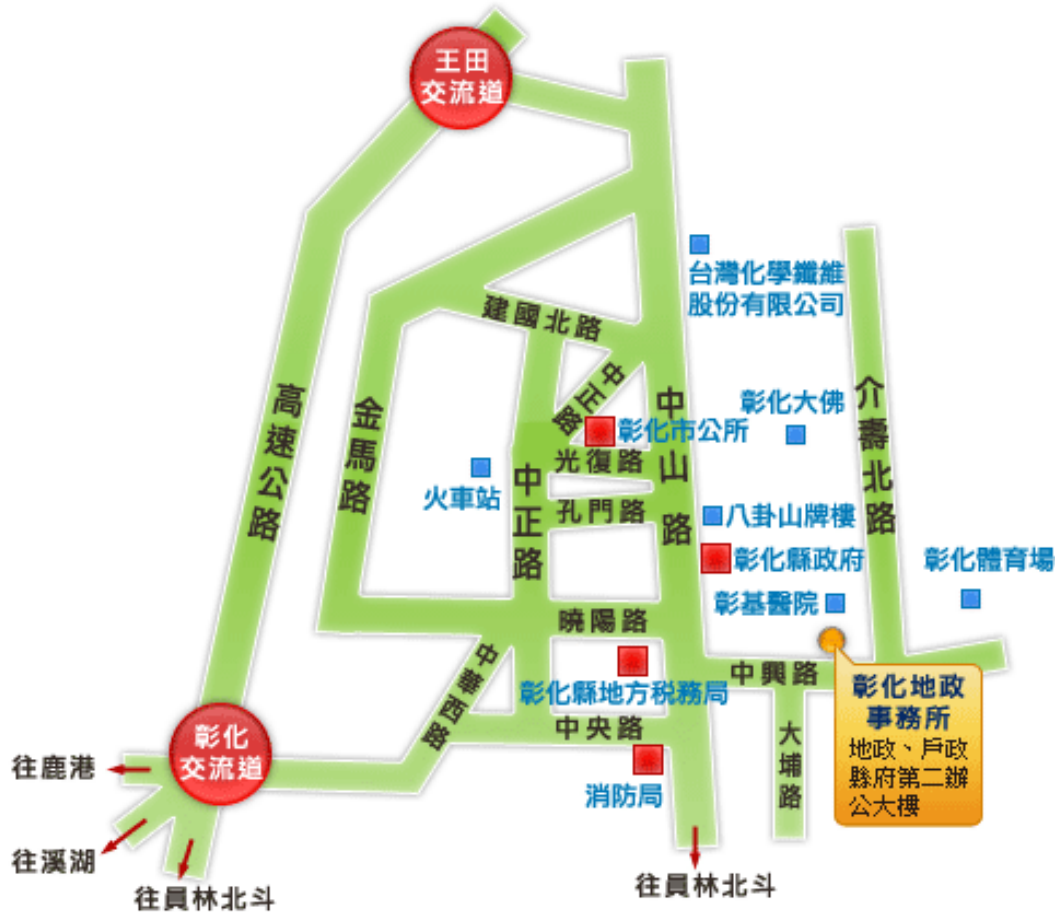 王田
交流道
台灣化學纖維
股份有限公司
建國北路
中正路
高速公路
金馬路
中山路
介壽北路
彰化大佛
彰化市公所
光復路
火車站
中正路
孔門路
八卦山牌樓
彰化縣政府
彰化體育場
彰基醫院
曉陽路
中華西路
彰化縣地方稅務局
中興路
彰化地政
事務所
地政、戶政
縣府第二辦
公大樓
中央路
大埔路
彰化
交流道
往鹿港
消防局
往溪湖
往員林北斗
往員林北斗